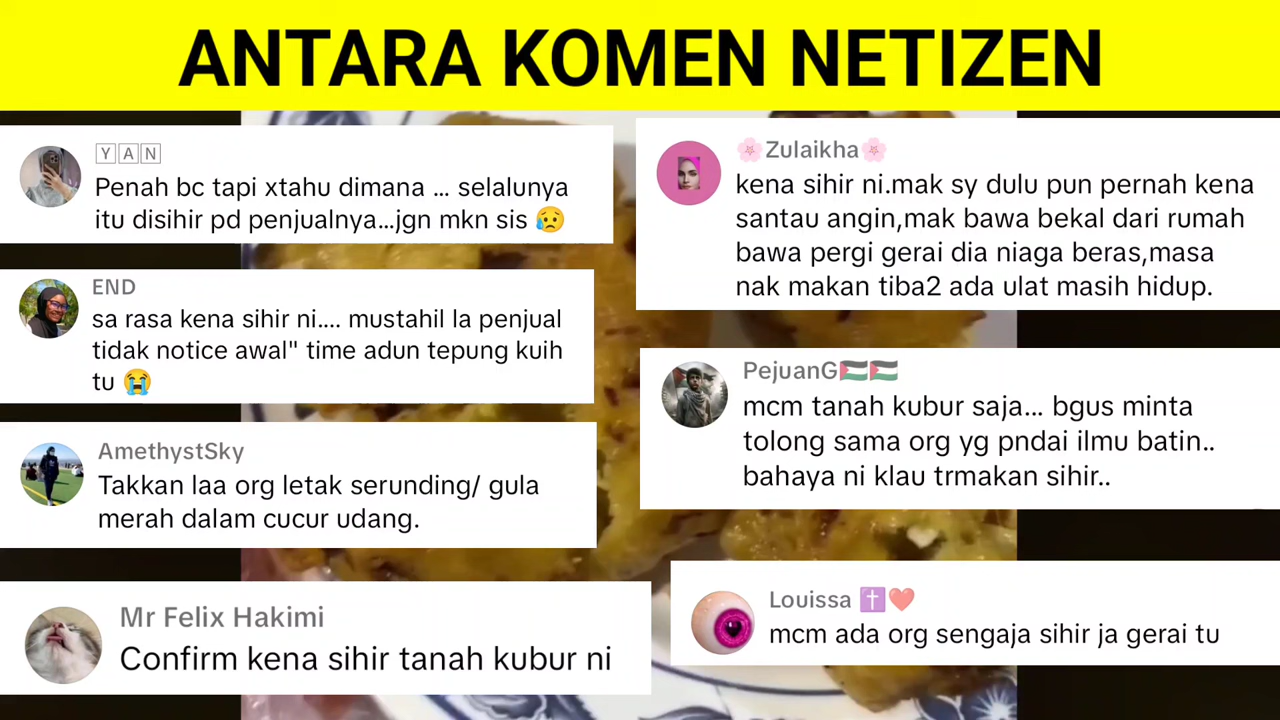 ANTARA KOMEN NETIZEN
🅈🄰🄽
Penah bc tapi xtahu dimana ... selalunya
itu disihir pd penjualnya...jgn mkn sis 😥
END
sa rasa kena sihir ni.... mustahil la penjual
tidak notice awal" time adun tepung kuih
tu 😭
AmethystSky
Takkan laa org letak serunding/ gula
merah dalam cucur udang.
Mr Felix Hakimi
Confirm kena sihir tanah kubur ni
🌸Zulaikha🌸
kena sihir ni.mak sy dulu pun pernah kena
santau angin,mak bawa bekal dari rumah
bawa pergi gerai dia niaga beras,masa
nak makan tiba2 ada ulat masih hidup.
PejuanG🇵🇸🇵🇸
mcm tanah kubur saja... bgus minta
tolong sama org yg pndai ilmu batin..
bahaya ni klau trmakan sihir..
Louissa ✝️❤️
mcm ada org sengaja sihir ja gerai tu